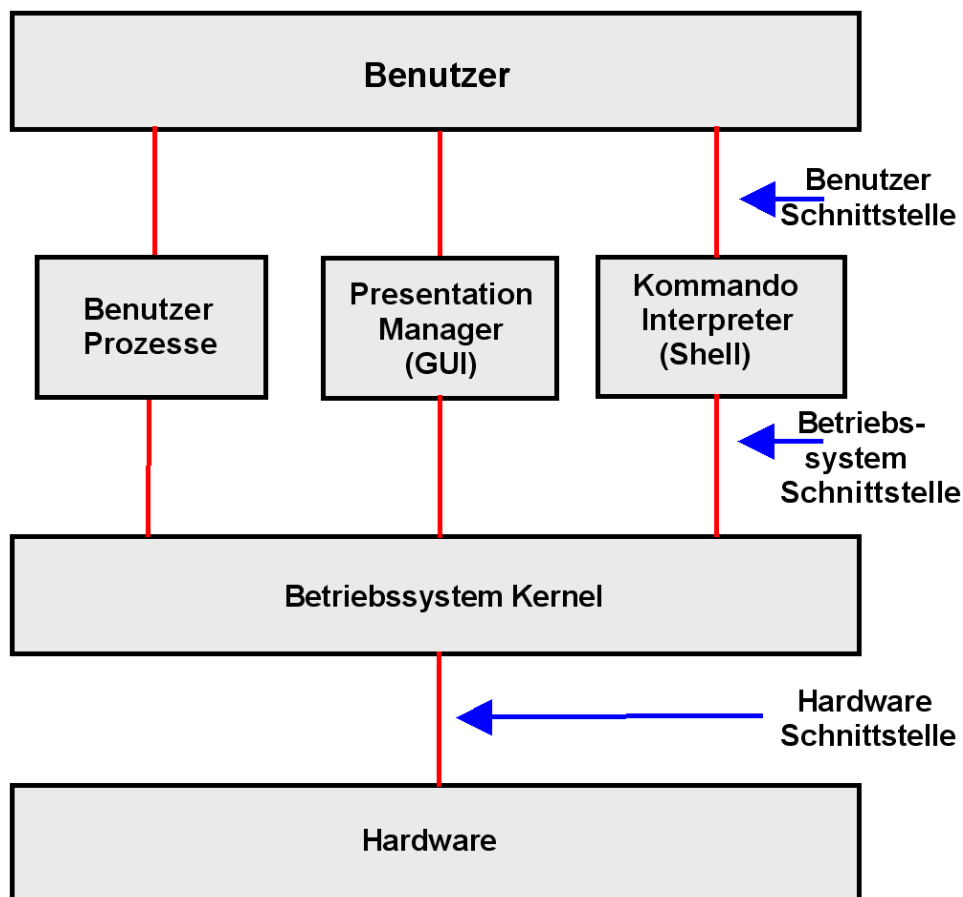 Benutzer
Benutzer
Schnittstelle
Benutzer
Prozesse
Presentation
Manager
(GUI)
Kommando
Interpreter
(Shell)
Betriebs-
system
Schnittstelle
Betriebssystem Kernel
Hardware
Schnittstelle
Hardware